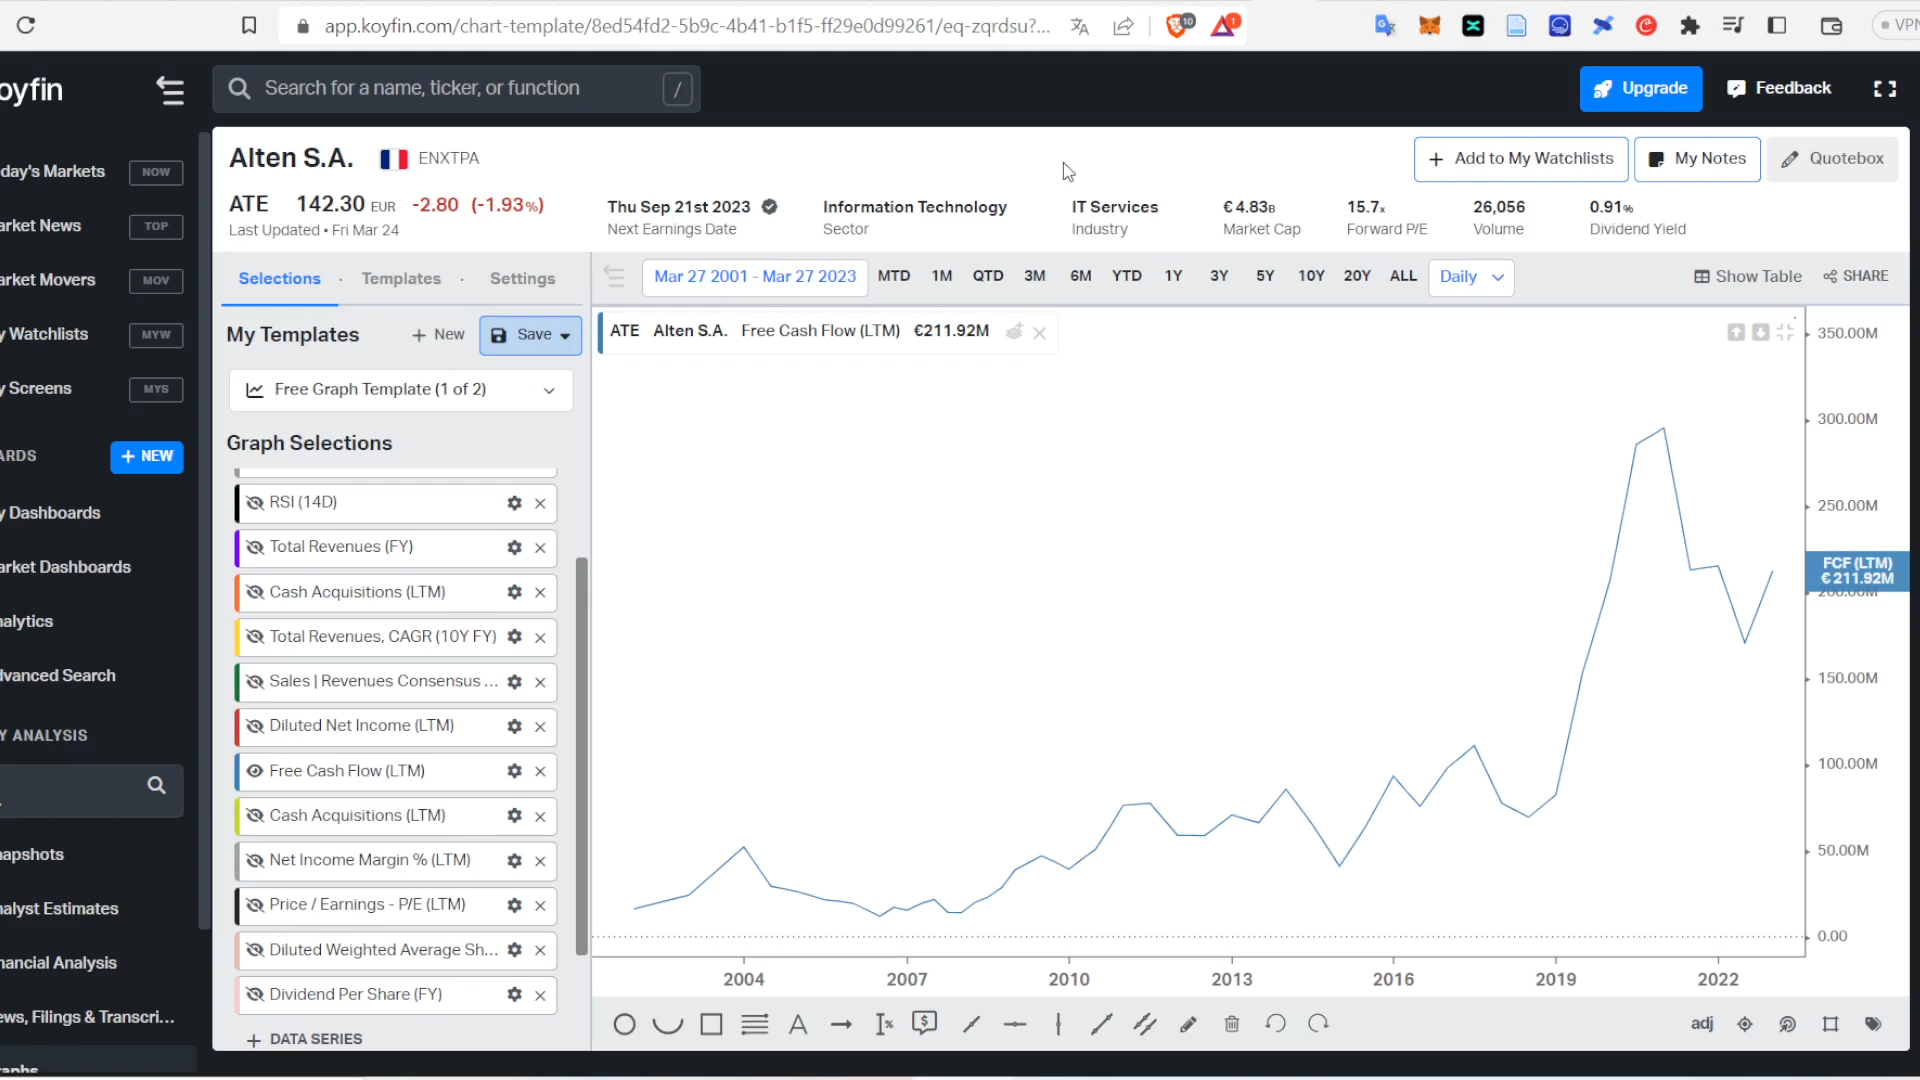 app.koyfin.com/chart-template/8ed54fd2-5b9c-4b41-b1f5-ff29e0d99261/eq-zqrdsu?...
10
1
VPN
oyfin
Search for a name, ticker, or function
/
Upgrade
Feedback
day's Markets NOW
arket News TOP
arket Movers MOV
y Watchlists MYW
y Screens MYS
ARDS
+ NEW
y Dashboards
arket Dashboards
nalytics
dvanced Search
Y ANALYSIS
napshots
nalyst Estimates
nancial Analysis
ews, Filings & Transcri...
aphs
Alten S.A. ENXTPA
+ Add to My Watchlists
My Notes
Quotebox
ATE 142.30 EUR -2.80 (-1.93%)
Last Updated • Fri Mar 24
Thu Sep 21st 2023
Next Earnings Date
Information Technology
Sector
IT Services
Industry
€ 4.83B
Market Cap
15.7x
Forward P/E
26,056
Volume
0.91%
Dividend Yield
Selections · Templates · Settings
Mar 27 2001 - Mar 27 2023 MTD 1M QTD 3M 6M YTD 1Y 3Y 5Y 10Y 20Y ALL Daily
Show Table
SHARE
My Templates + New Save
Free Graph Template (1 of 2)
Graph Selections
RSI (14D)
Total Revenues (FY)
Cash Acquisitions (LTM)
Total Revenues, CAGR (10Y FY)
Sales | Revenues Consensus ...
Diluted Net Income (LTM)
Free Cash Flow (LTM)
Cash Acquisitions (LTM)
Net Income Margin % (LTM)
Price / Earnings - P/E (LTM)
Diluted Weighted Average Sh...
Dividend Per Share (FY)
+ DATA SERIES
ATE Alten S.A. Free Cash Flow (LTM) €211.92M
350.00M
300.00M
250.00M
FCF (LTM)
€ 211.92M
200.00M
150.00M
100.00M
50.00M
0.00
2004 2007 2010 2013 2016 2019 2022
adj